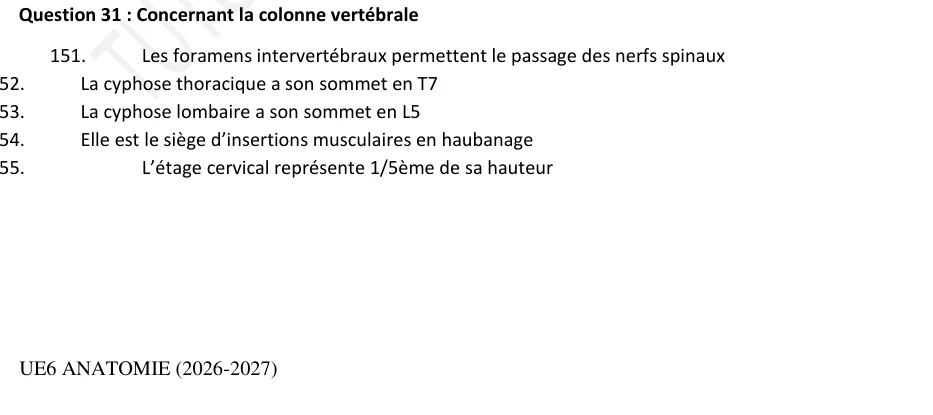 Question 31 : Concernant la colonne vertébrale
151. Les foramens intervertébraux permettent le passage des nerfs spinaux
52. La cyphose thoracique a son sommet en T7
53. La cyphose lombaire a son sommet en L5
54. Elle est le siège d’insertions musculaires en haubanage
55. L’étage cervical représente 1/5ème de sa hauteur
UE6 ANATOMIE (2026-2027)